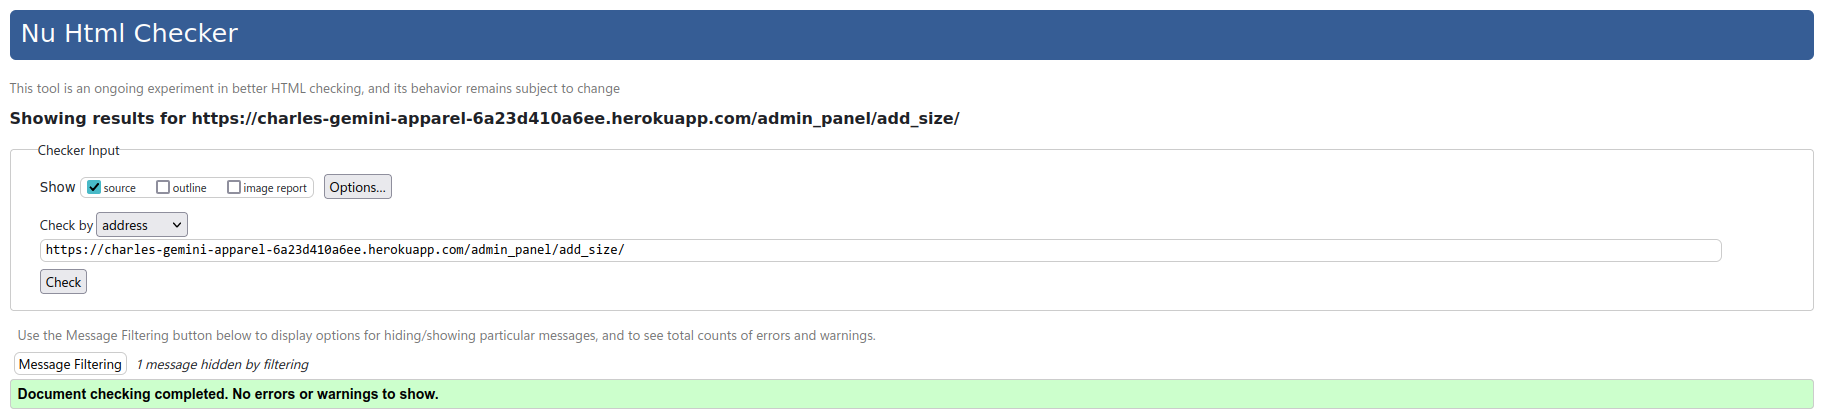 Nu Html Checker
This tool is an ongoing experiment in better HTML checking, and its behavior remains subject to change
Showing results for https://charles-gemini-apparel-6a23d410a6ee.herokuapp.com/admin_panel/add_size/
Checker Input
Show source outline image report Options...
Check by address
https://charles-gemini-apparel-6a23d410a6ee.herokuapp.com/admin_panel/add_size/
Check
Use the Message Filtering button below to display options for hiding/showing particular messages, and to see total counts of errors and warnings.
Message Filtering 1 message hidden by filtering
Document checking completed. No errors or warnings to show.